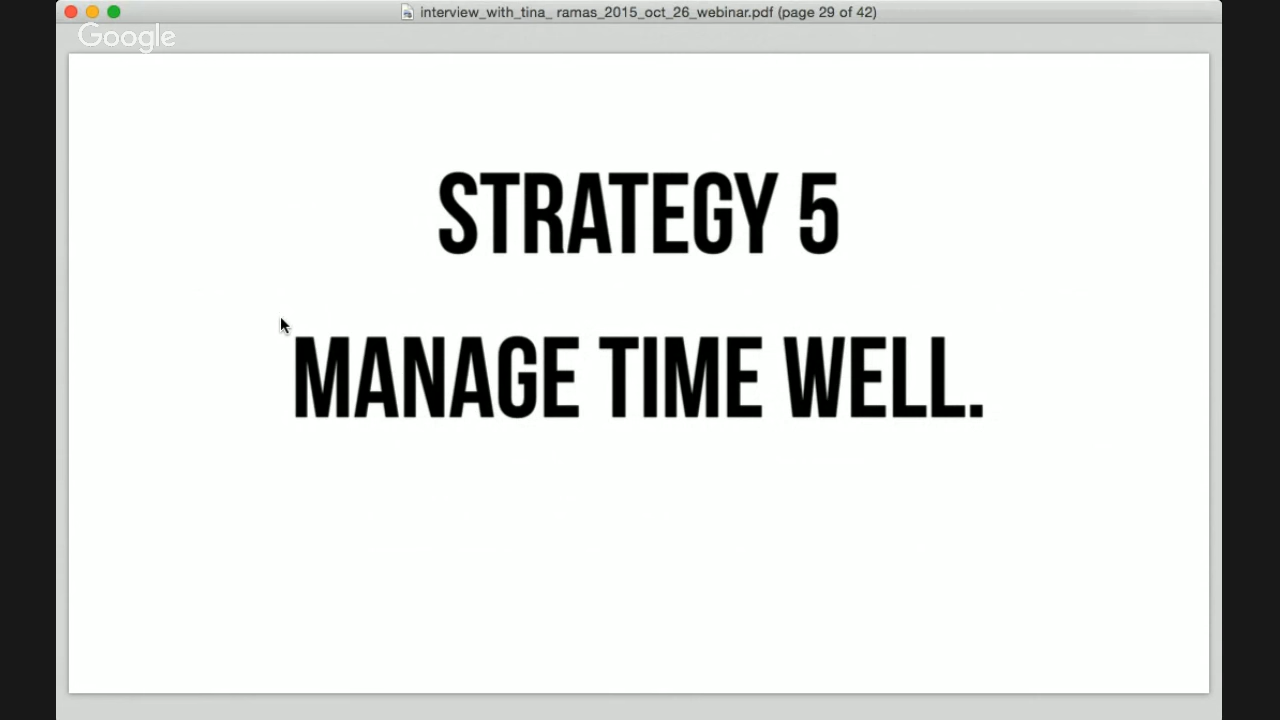 interview_with_tina_ ramas_2015_oct_26_webinar.pdf (page 29 of 42)
Google
STRATEGY 5
MANAGE TIME WELL.